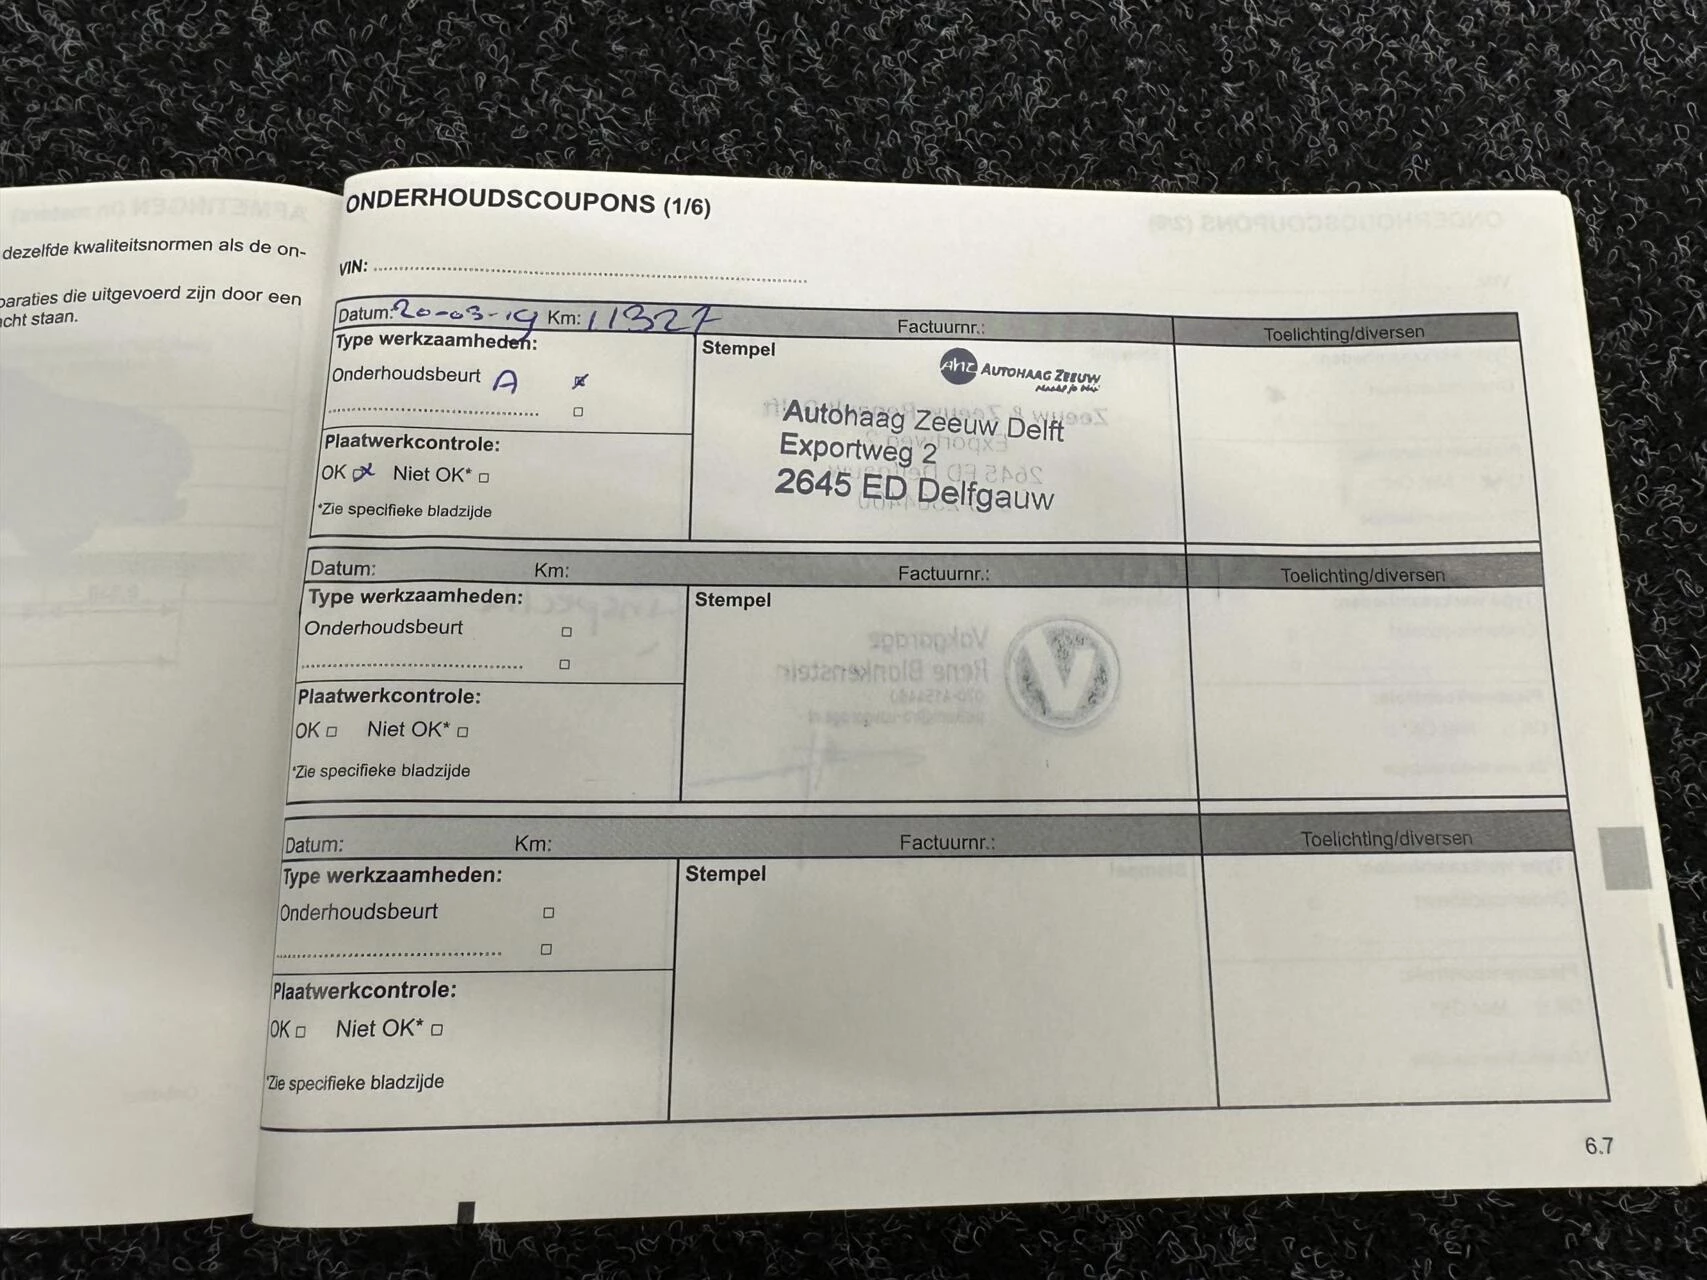 dezelfde kwaliteitsnormen als de on-
paraties die uitgevoerd zijn door een
acht staan.
ONDERHOUDSCOUPONS (1/6)
VIN:
Datum: 20-03-19 Km: 11327 Factuurnr.: Toelichting/diversen
Type werkzaamheden:
Onderhoudsbeurt A
Plaatwerkcontrole:
OK Niet OK*
*Zie specifieke bladzijde
Stempel
ahz AUTOHAAG ZEEUW
Autohaag Zeeuw Delft
Exportweg 2
2645 ED Delfgauw
Datum: Km: Factuurnr.: Toelichting/diversen
Type werkzaamheden:
Onderhoudsbeurt
Plaatwerkcontrole:
OK Niet OK*
*Zie specifieke bladzijde
Stempel
Datum: Km: Factuurnr.: Toelichting/diversen
Type werkzaamheden:
Onderhoudsbeurt
Plaatwerkcontrole:
OK Niet OK*
*Zie specifieke bladzijde
Stempel
6.7